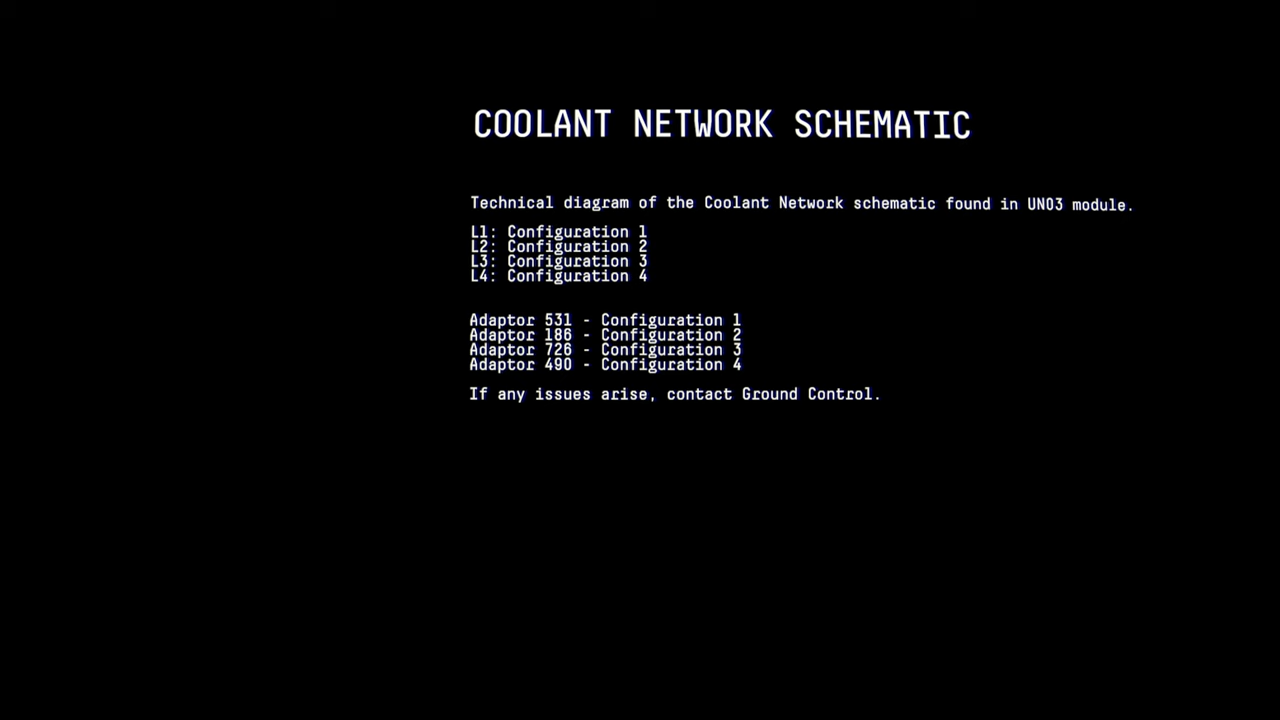 COOLANT NETWORK SCHEMATIC
Technical diagram of the Coolant Network schematic found in UNO3 module.
L1: Configuration 1
L2: Configuration 2
L3: Configuration 3
L4: Configuration 4
Adaptor 531 - Configuration 1
Adaptor 186 - Configuration 2
Adaptor 726 - Configuration 3
Adaptor 490 - Configuration 4
If any issues arise, contact Ground Control.